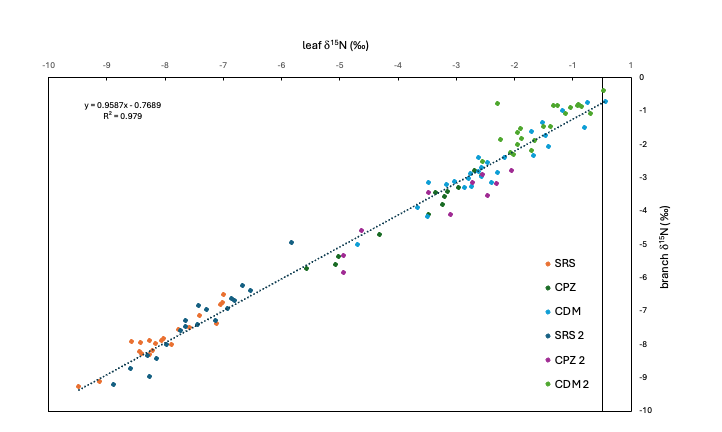 leaf δ¹⁵N (‰)
-10 -9 -8 -7 -6 -5 -4 -3 -2 -1 1
0
y = 0.9587x - 0.7689
R² = 0.979
-1
-2
-3
-4
-5
-6
-7
-8
-9
-10
branch δ¹⁵N (‰)
SRS
CPZ
CDM
SRS 2
CPZ 2
CDM 2